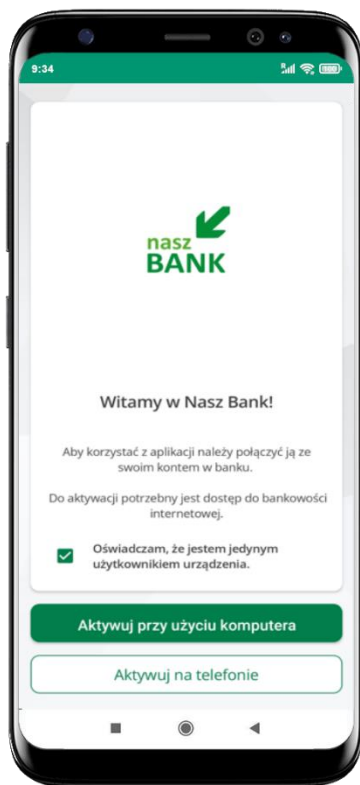 9:34
R
nasz
BANK
Witamy w Nasz Bank!
Aby korzystać z aplikacji należy połączyć ją ze
swoim kontem w banku.
Do aktywacji potrzebny jest dostęp do bankowości
internetowej.
Oświadczam, że jestem jedynym
użytkownikiem urządzenia.
Aktywuj przy użyciu komputera
Aktywuj na telefonie